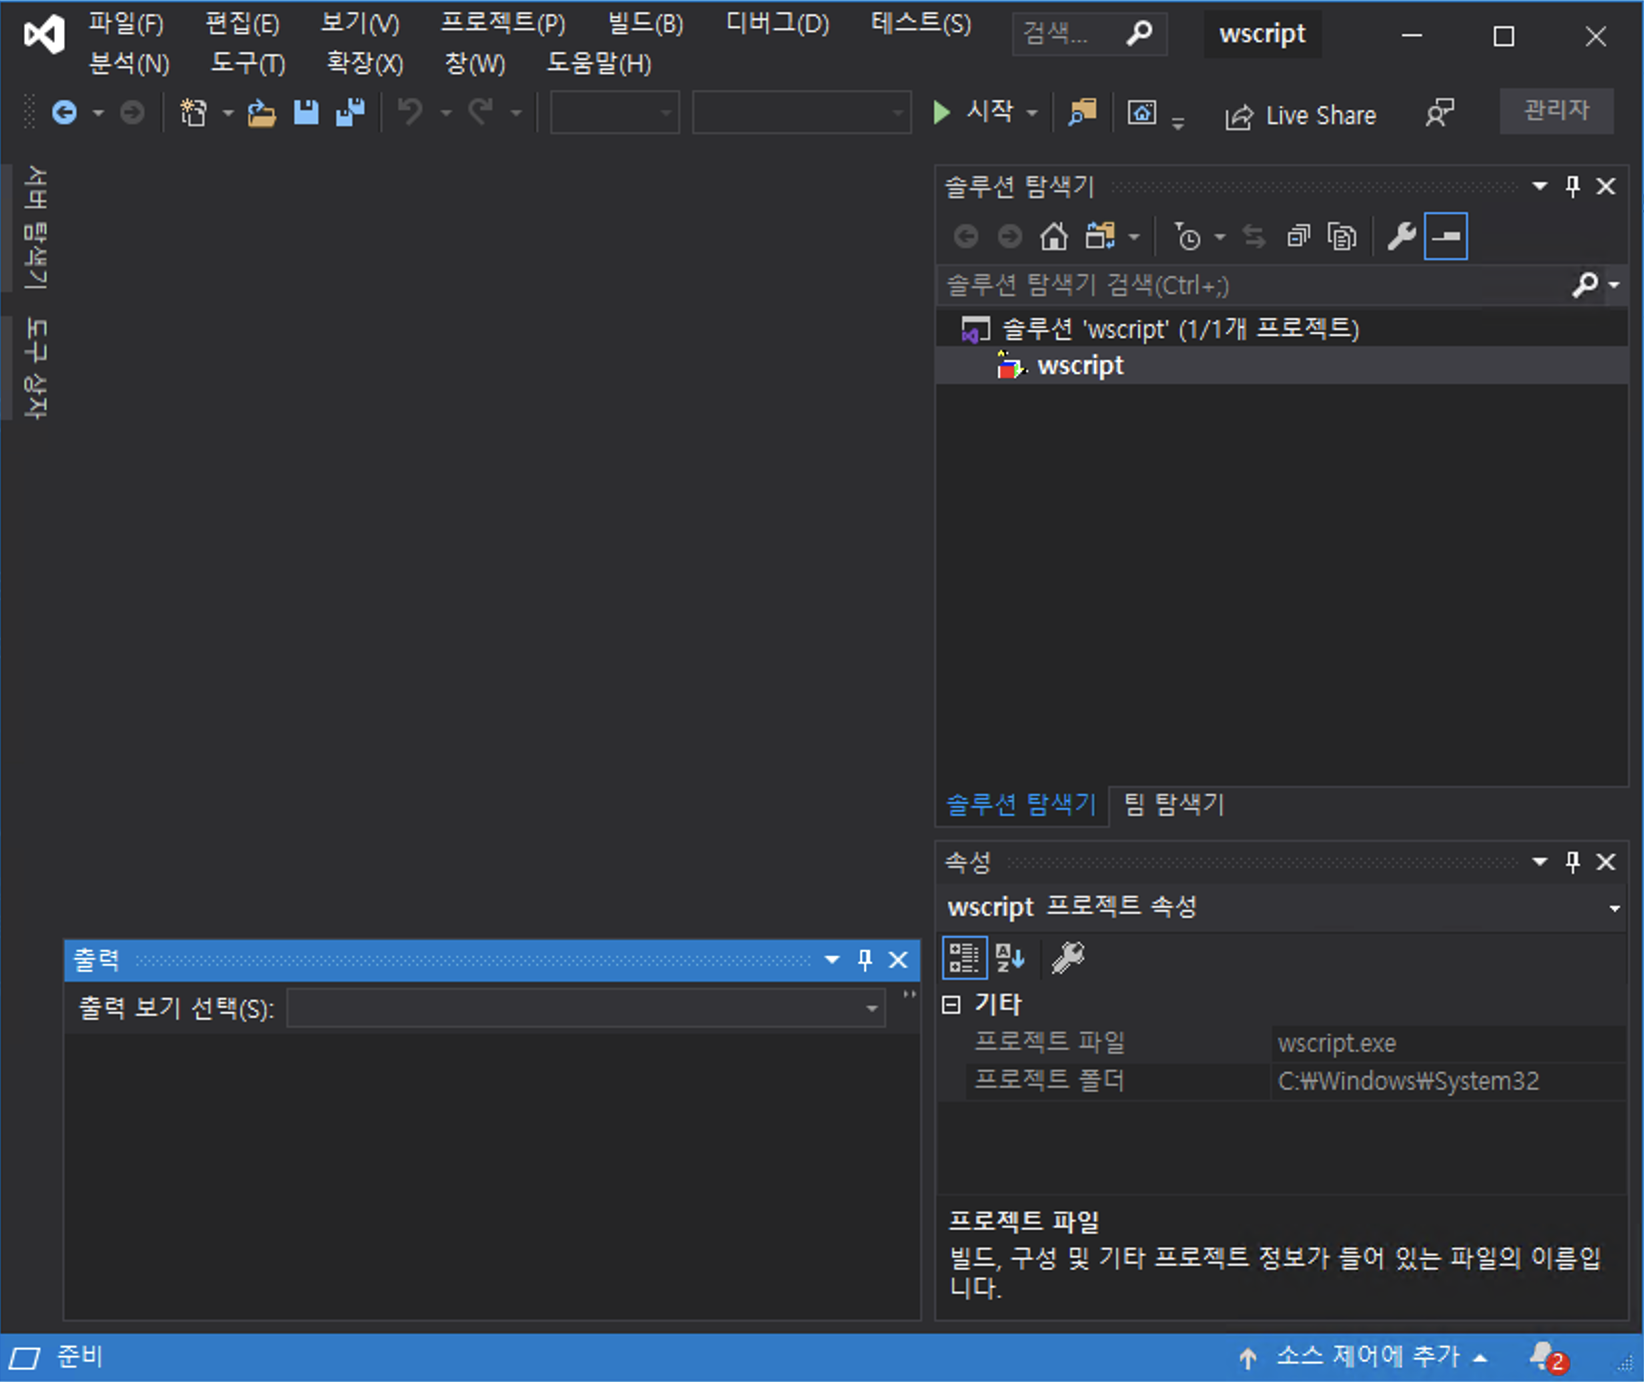 파일(F) 편집(E) 보기(V) 프로젝트(P) 빌드(B) 디버그(D) 테스트(S) 검색... wscript
분석(N) 도구(T) 확장(X) 창(W) 도움말(H)
시작 Live Share 관리자
서버 탐색기
도구 상자
솔루션 탐색기
솔루션 탐색기 검색(Ctrl+;)
솔루션 'wscript' (1/1개 프로젝트)
wscript
솔루션 탐색기 팀 탐색기
속성
wscript 프로젝트 속성
기타
프로젝트 파일 wscript.exe
프로젝트 폴더 C:₩Windows₩System32
프로젝트 파일
빌드, 구성 및 기타 프로젝트 정보가 들어 있는 파일의 이름입
니다.
출력
출력 보기 선택(S):
준비 소스 제어에 추가 2